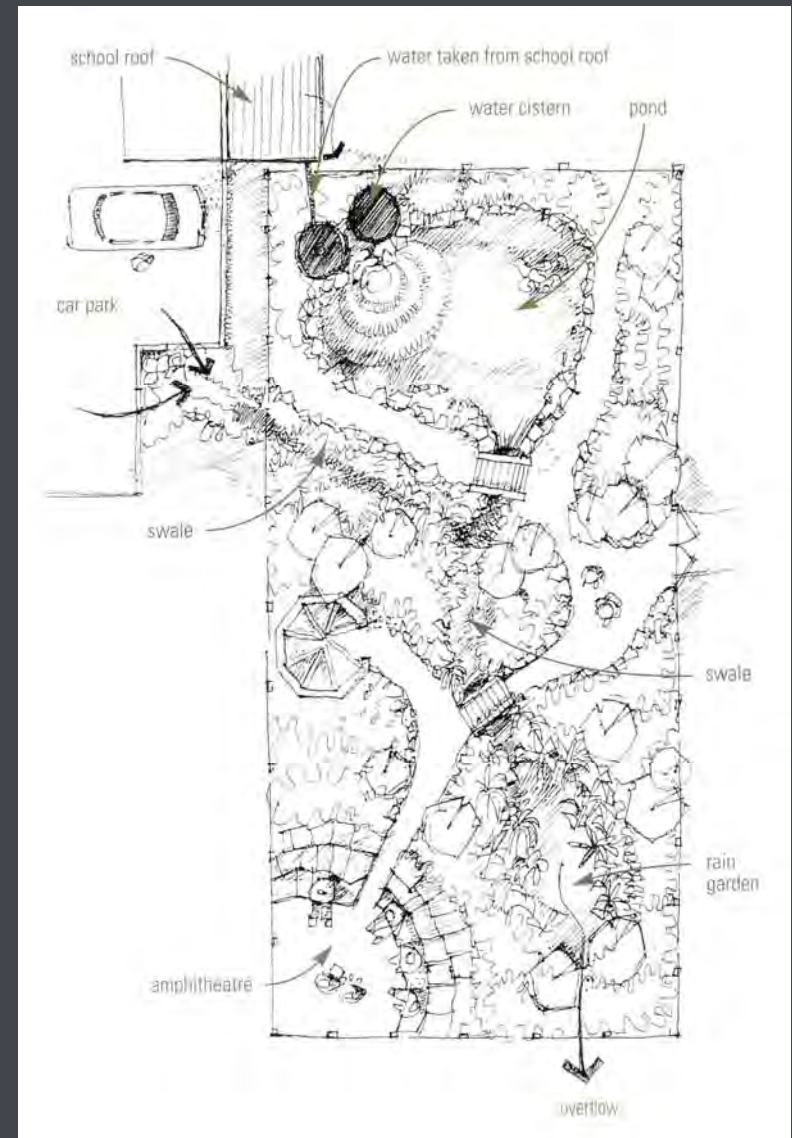 school roof
water taken from school roof
water cistern
pond
car park
swale
swale
rain
garden
amphitheatre
overflow